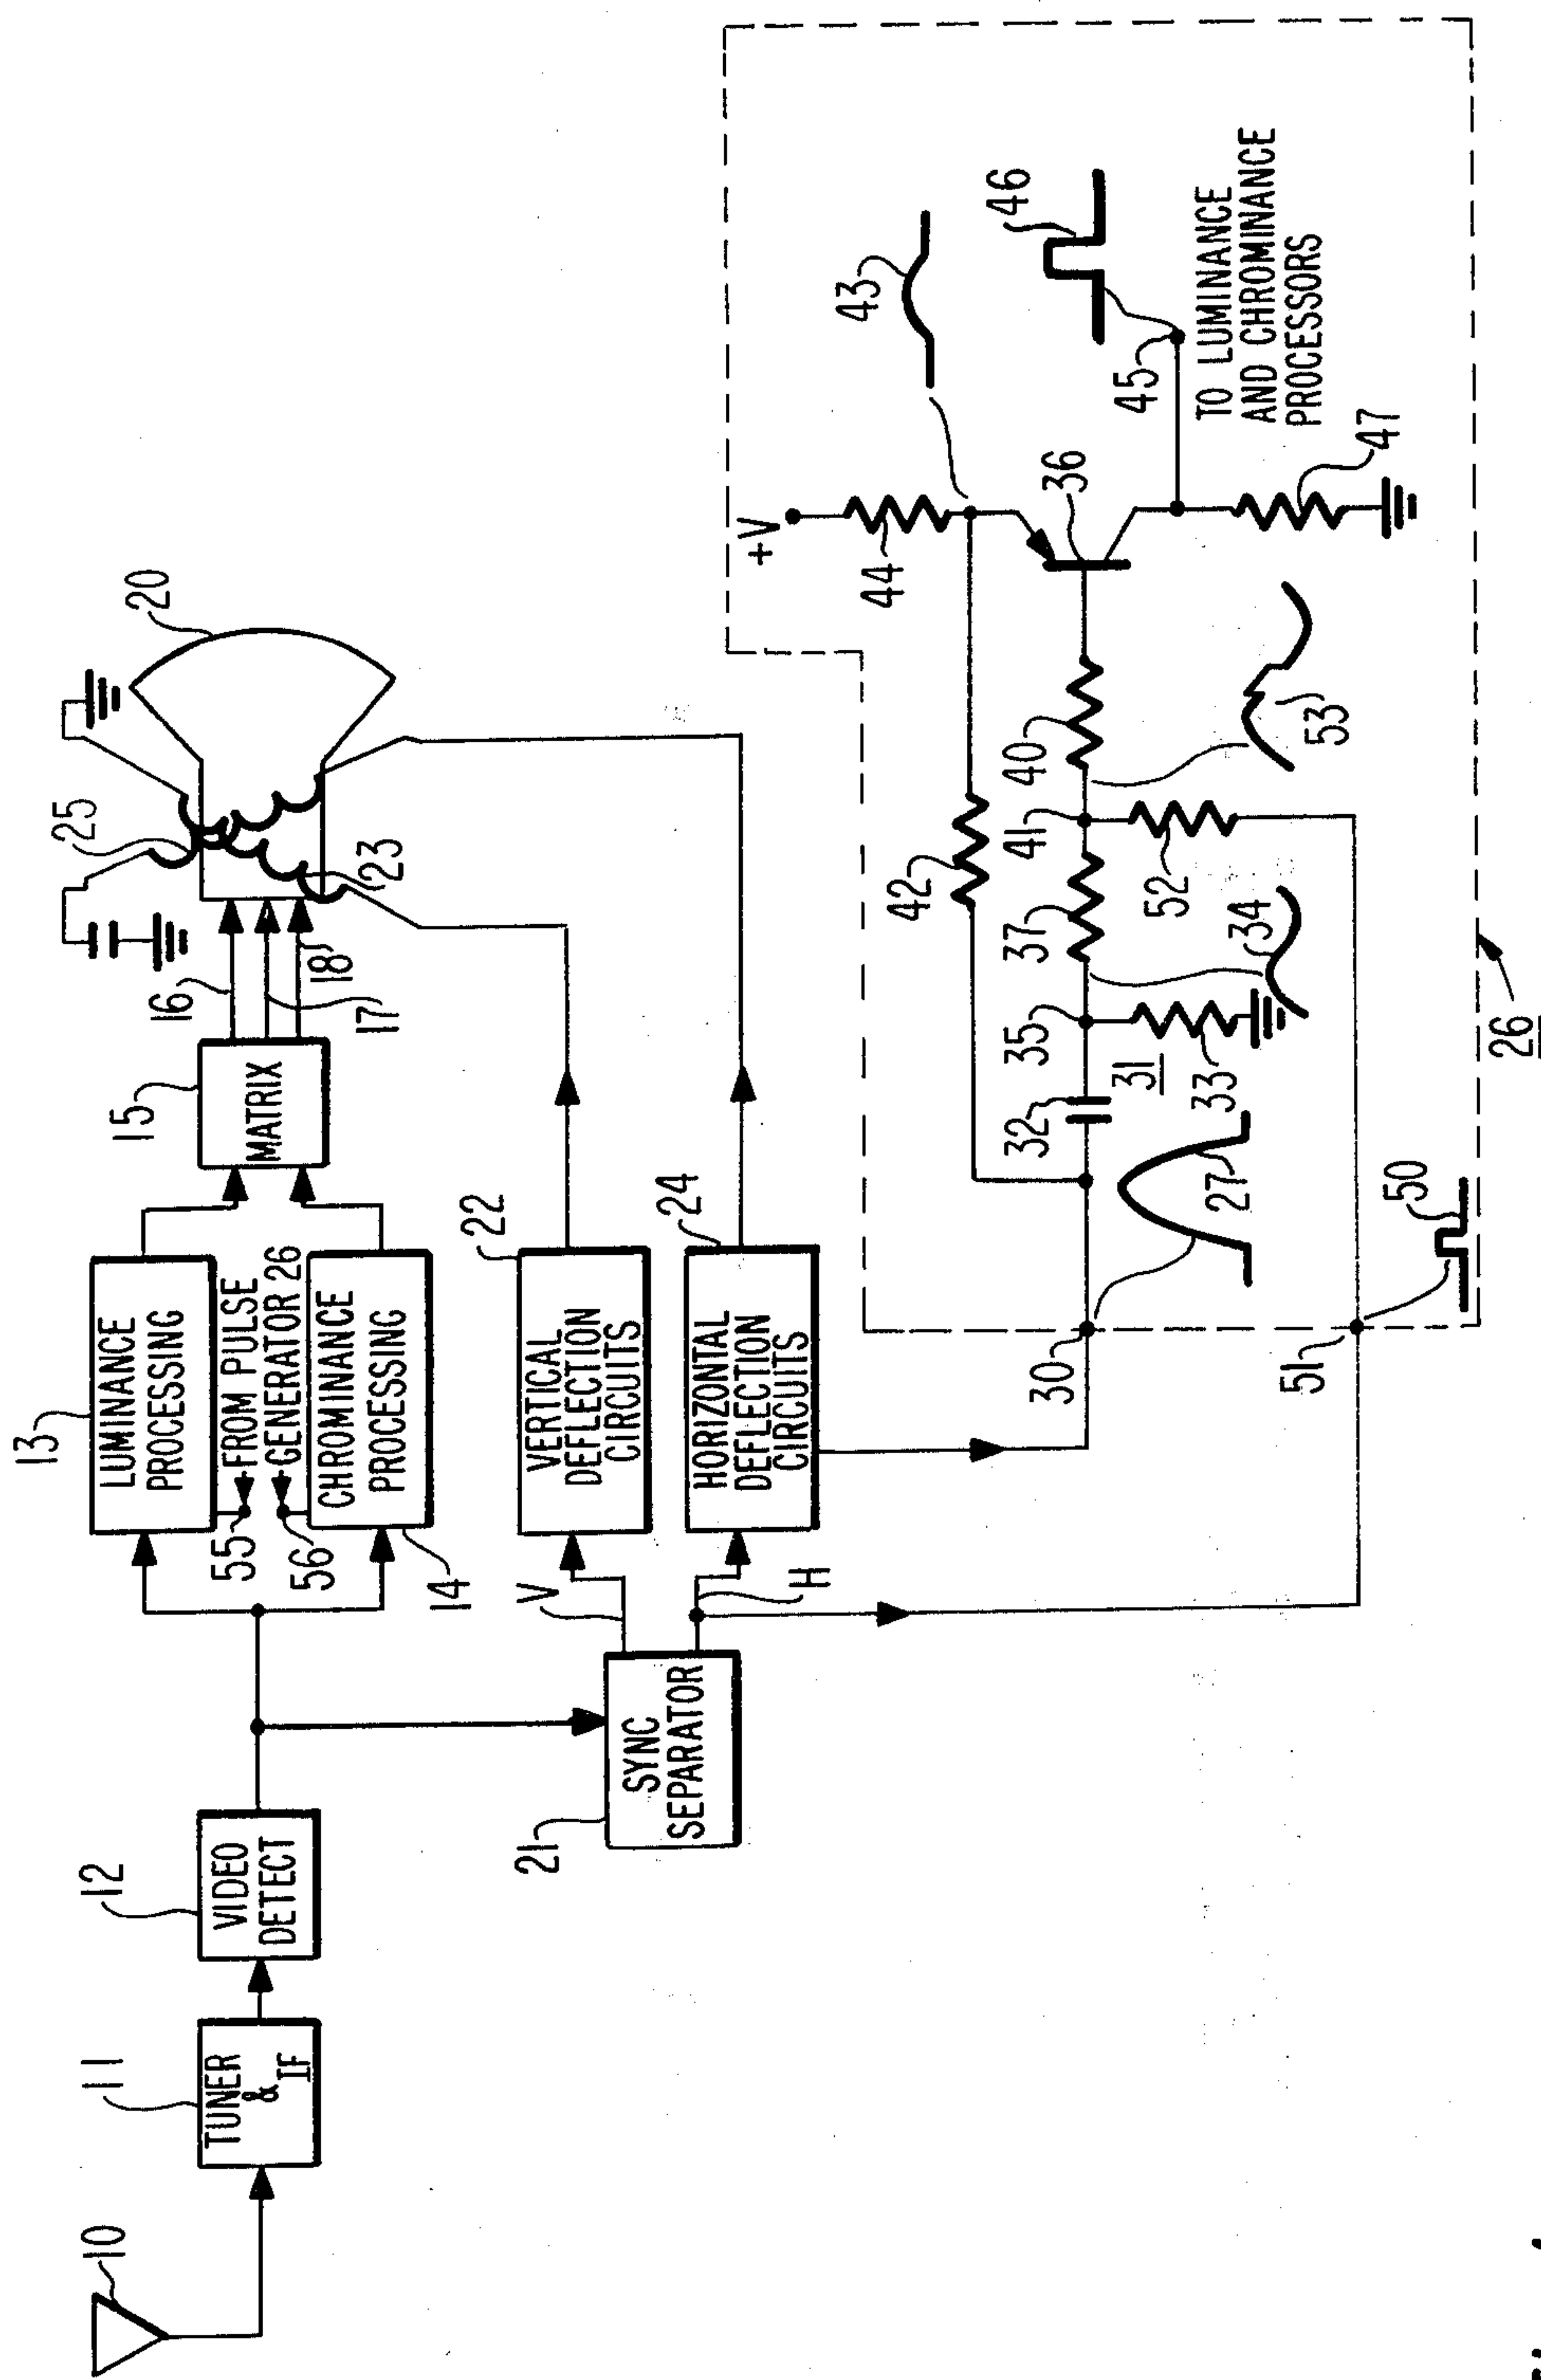 10
11
TUNER
& IF
12
VIDEO
DETECT
13
LUMINANCE
PROCESSING
55
FROM PULSE
GENERATOR 26
56
CHROMINANCE
PROCESSING
14
15
MATRIX
16
17
18
25
23
20
21
SYNC
SEPARATOR
V
H
22
VERTICAL
DEFLECTION
CIRCUITS
24
HORIZONTAL
DEFLECTION
CIRCUITS
30
27
32
31
35
33
34
37
42
41
52
40
53
+V
44
43
36
45
46
TO LUMINANCE
AND CHROMINANCE
PROCESSORS
47
51
50
26